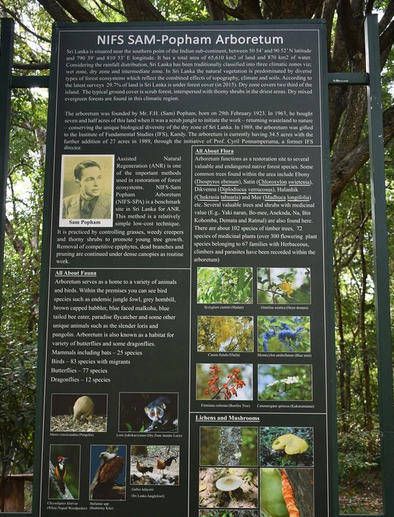 NIFS SAM-Popham Arboretum
Sri Lanka is situated near the southern point of the Indian sub-continent, between 50 54' and 90 52' N latitude
and 790 39' and 810 53' E longitude. It has a total area of 65,610 km2 of land and 870 km2 of water.
Considering the rainfall distribution, Sri Lanka has been traditionally classified into three climatic zones viz;
wet zone, dry zone and intermediate zone. In Sri Lanka the natural vegetation is predominated by diverse
types of forest ecosystems which reflect the combined effects of topography, climate and soils. According to
the latest surveys 29.7% of land is Sri Lanka is under forest cover (in 2015). Dry zone covers two third of the
island. The typical ground cover is scrub forest, interspersed with thorny shrubs in the driest areas. Dry mixed
evergreen forests are found in this climatic region.
The arboretum was founded by Mr. F.H. (Sam) Popham, born on 29th February 1923. In 1963, he bought
seven and half acres of this land when it was a scrub jungle to initiate the work – returning wasteland to nature
- conserving the unique biological diversity of the dry zone of Sri Lanka. In 1989, the arboretum was gifted
to the Institute of Fundamental Studies (IFS), Kandy. The arboretum is currently having 34.5 acres with the
further addition of 27 acres in 1989, through the initiative of Prof. Cyril Ponnamperuma, a former IFS
director.
Sam Popham
Assisted Natural
Regeneration (ANR) is one
of the important methods
used in restoration of forest
ecosystems. NIFS-Sam
Popham Arboretum
(NIFS-SPA) is a benchmark
site in Sri Lanka for ANR.
This method is a relatively
simple low-cost technique.
It is practiced by controlling grasses, weedy creepers
and thorny shrubs to promote young tree growth.
Removal of competitive epiphytes, dead branches and
pruning are continued under dense canopies as routine
work.
All About Fauna
Arboretum serves as a home to a variety of animals
and birds. Within the premises you can see bird
species such as endemic jungle fowl, grey hornbill,
brown capped babbler, blue faced malkoha, blue
tailed bee eater, paradise flycatcher and some other
unique animals such as the slender loris and
pangolin. Arboretum is also known as a habitat for
variety of butterflies and some dragonflies.
Mammals including bats – 25 species
Birds – 83 species with migrants
Butterflies – 77 species
Dragonflies – 12 species
All About Flora
Arboretum functions as a restoration site to several
valuable and endangered native forest species. Some
common trees found within the area include Ebony
(Diospyros ebenum), Satin (Chloroxylon swietenia),
Dikvenna (Diplodiscus verrucosus), Hulanhik
(Chukrasia tabularis) and Mee (Madhuca longifolia)
etc. Several valuable trees and shrubs with medicinal
value (E.g., Yaki naran, Bo-mee, Aneknda, Na, Bin
Kohomba, Domata and Ratnal) are also found here.
There are about 102 species of timber trees, 72
species of medicinal plants (over 300 flowering plant
species belonging to 67 families with Herbaceous,
climbers and parasites have been recorded within the
arboretum)
Lichens and Mushrooms